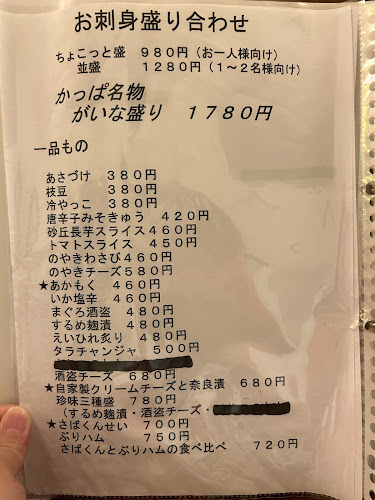 お刺身盛り合わせ
ちょこっと盛 980円（お一人様向け）
並盛 1280円（1～2名様向け）
かっぱ名物
がいな盛り 1780円
一品もの
あさづけ 380円
枝豆 380円
冷やっこ 380円
唐辛子みそきゅう 420円
砂丘長芋スライス460円
トマトスライス 450円
のやきわさび460円
のやきチーズ580円
★あかもく 460円
いか塩辛 460円
まぐろ酒盗 480円
するめ麹漬 480円
えいひれ炙り 480円
タラチャンジャ 500円
酒盗チーズ 680円
★自家製クリームチーズと奈良漬 680円
珍味三種盛 780円
（するめ麹漬・酒盗チーズ・
★さばくんせい 700円
ぶりハム 750円
さばくんとぶりハムの食べ比べ 720円